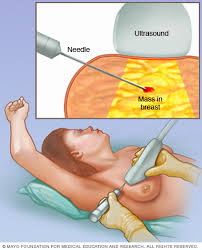 Ultrasound
Needle
Mass in
breast
© MAYO FOUNDATION FOR MEDICAL EDUCATION AND RESEARCH. ALL RIGHTS RESERVED.